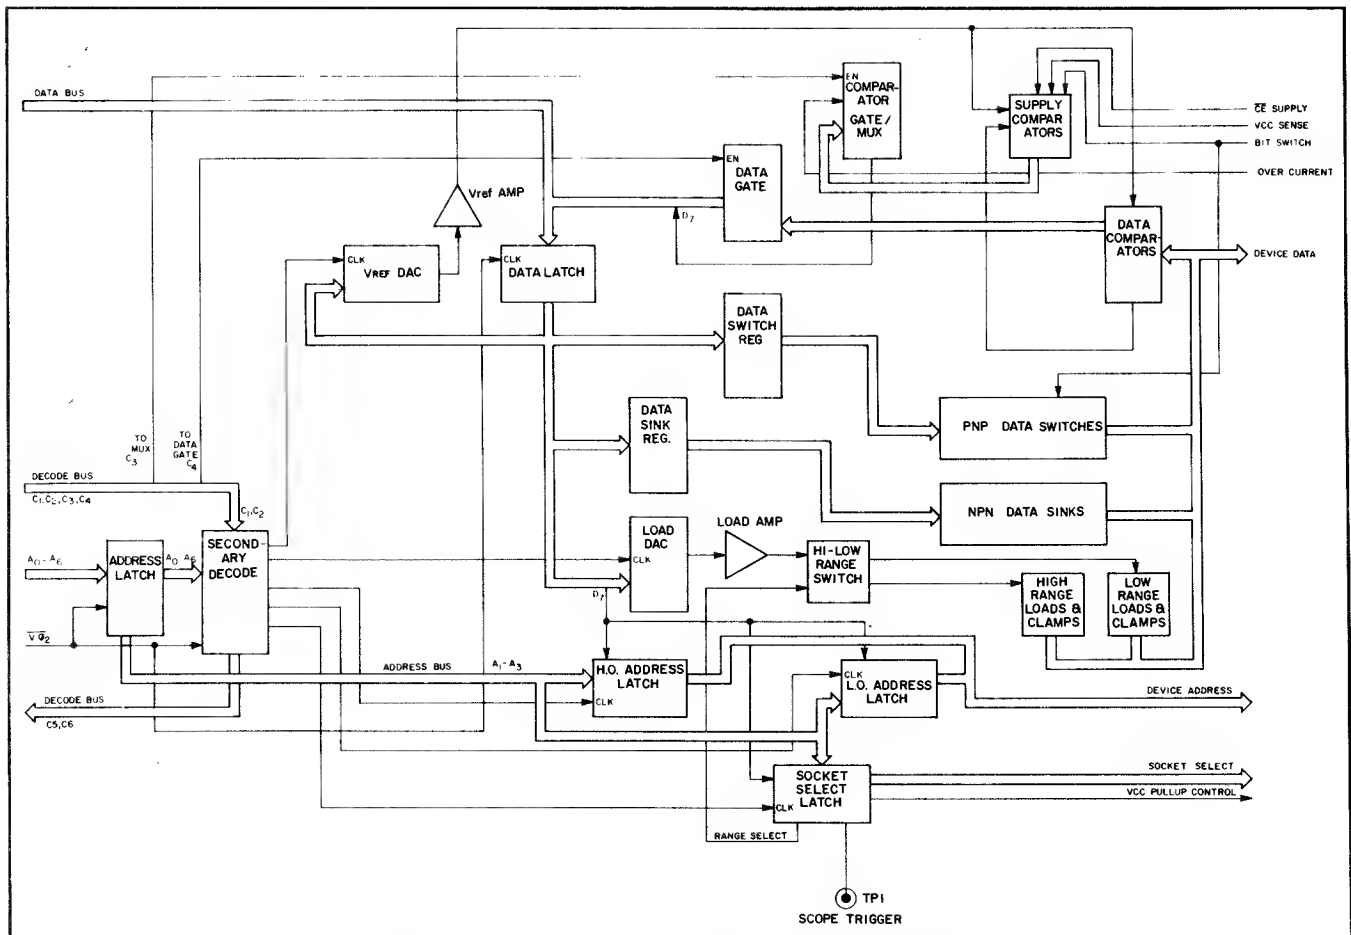 DATA BUS
EN
COMPAR-
ATOR
GATE/
MUX
SUPPLY
COMPAR-
ATORS
C̅E̅ SUPPLY
VCC SENSE
BIT SWITCH
OVER CURRENT
EN
DATA
GATE
Vref AMP
D7
DATA
COMPAR-
ATORS
DEVICE DATA
CLK
VREF DAC
CLK
DATA LATCH
DATA
SWITCH
REG
TO
MUX
C3
TO
DATA
GATE
C4
DATA
SINK
REG.
PNP DATA SWITCHES
DECODE BUS
C1,C2,C3,C4
C1,C2
NPN DATA SINKS
A0-A6
ADDRESS
LATCH
A0 A6
SECOND-
ARY
DECODE
LOAD
DAC
CLK
LOAD AMP
HI-LOW
RANGE
SWITCH
HIGH
RANGE
LOADS &
CLAMPS
LOW
RANGE
LOADS &
CLAMPS
D7
V̅Φ̅2
ADDRESS BUS
A1-A3
H.O. ADDRESS
LATCH
CLK
CLK
L.O. ADDRESS
LATCH
DEVICE ADDRESS
DECODE BUS
C5,C6
SOCKET
SELECT
LATCH
CLK
SOCKET SELECT
VCC PULLUP CONTROL
RANGE SELECT
TP1
SCOPE TRIGGER